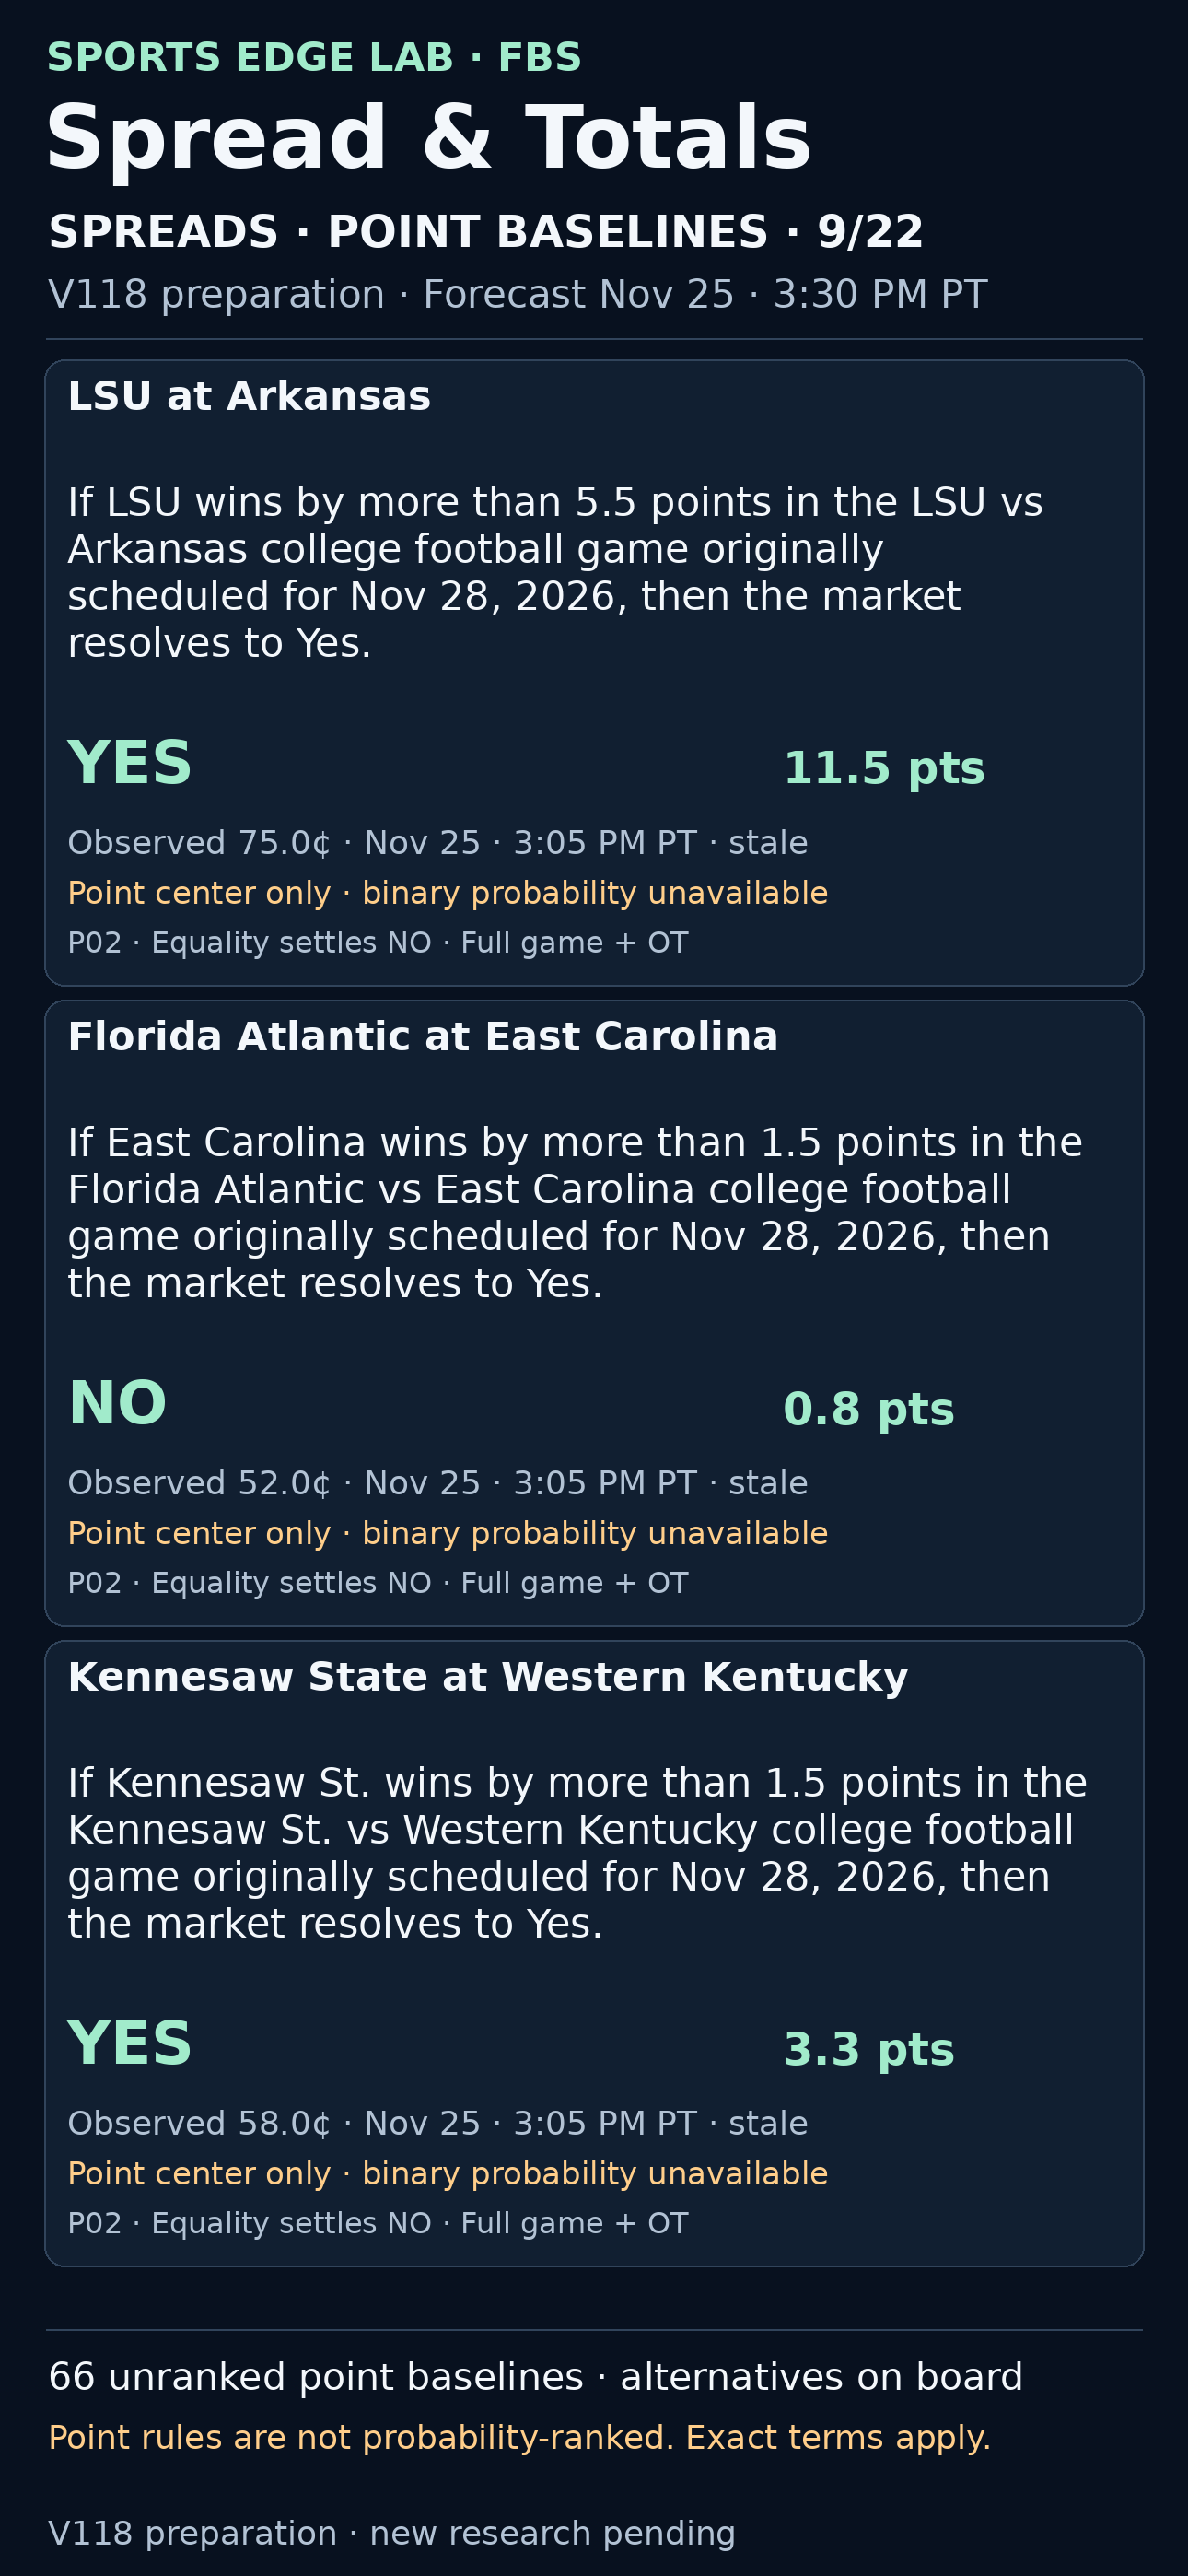 SPORTS EDGE LAB · FBS
Spread & Totals
SPREADS · POINT BASELINES · 9/22
V118 preparation · Forecast Nov 25 · 3:30 PM PT
LSU at Arkansas
If LSU wins by more than 5.5 points in the LSU vs
Arkansas college football game originally
scheduled for Nov 28, 2026, then the market
resolves to Yes.
YES 11.5 pts
Observed 75.0¢ · Nov 25 · 3:05 PM PT · stale
Point center only · binary probability unavailable
P02 · Equality settles NO · Full game + OT
Florida Atlantic at East Carolina
If East Carolina wins by more than 1.5 points in the
Florida Atlantic vs East Carolina college football
game originally scheduled for Nov 28, 2026, then
the market resolves to Yes.
NO 0.8 pts
Observed 52.0¢ · Nov 25 · 3:05 PM PT · stale
Point center only · binary probability unavailable
P02 · Equality settles NO · Full game + OT
Kennesaw State at Western Kentucky
If Kennesaw St. wins by more than 1.5 points in the
Kennesaw St. vs Western Kentucky college football
game originally scheduled for Nov 28, 2026, then
the market resolves to Yes.
YES 3.3 pts
Observed 58.0¢ · Nov 25 · 3:05 PM PT · stale
Point center only · binary probability unavailable
P02 · Equality settles NO · Full game + OT
66 unranked point baselines · alternatives on board
Point rules are not probability-ranked. Exact terms apply.
V118 preparation · new research pending